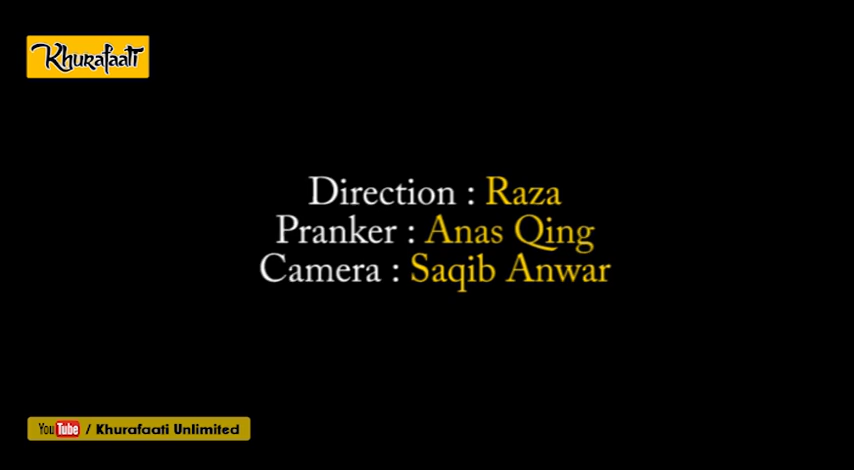 Khurafaati
Direction : Raza
Pranker : Anas Qing
Camera : Saqib Anwar
YouTube / Khurafaati Unlimited